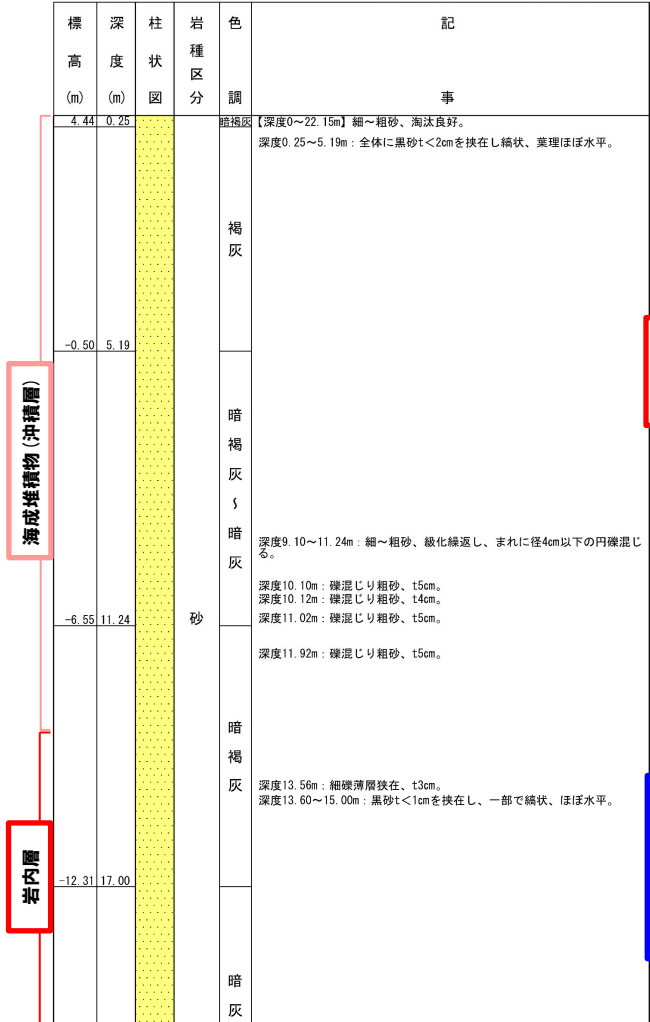 標高(m)
深度(m)
柱状図
岩種区分
色調
記事
4.44 0.25
暗褐灰
【深度0～22.15m】細～粗砂、淘汰良好。
深度0.25～5.19m：全体に黒砂t＜2cmを挟在し縞状、葉理ほぼ水平。
褐灰
-0.50 5.19
海成堆積物(沖積層)
暗褐灰～暗灰
深度9.10～11.24m：細～粗砂、級化繰返し、まれに径4cm以下の円礫混じ
る。
深度10.10m：礫混じり粗砂、t5cm。
深度10.12m：礫混じり粗砂、t4cm。
深度11.02m：礫混じり粗砂、t5cm。
-6.55 11.24
砂
深度11.92m：礫混じり粗砂、t5cm。
暗褐灰
深度13.56m：細礫薄層狭在、t3cm。
深度13.60～15.00m：黒砂t＜1cmを挟在し、一部で縞状、ほぼ水平。
岩内層
-12.31 17.00
暗灰